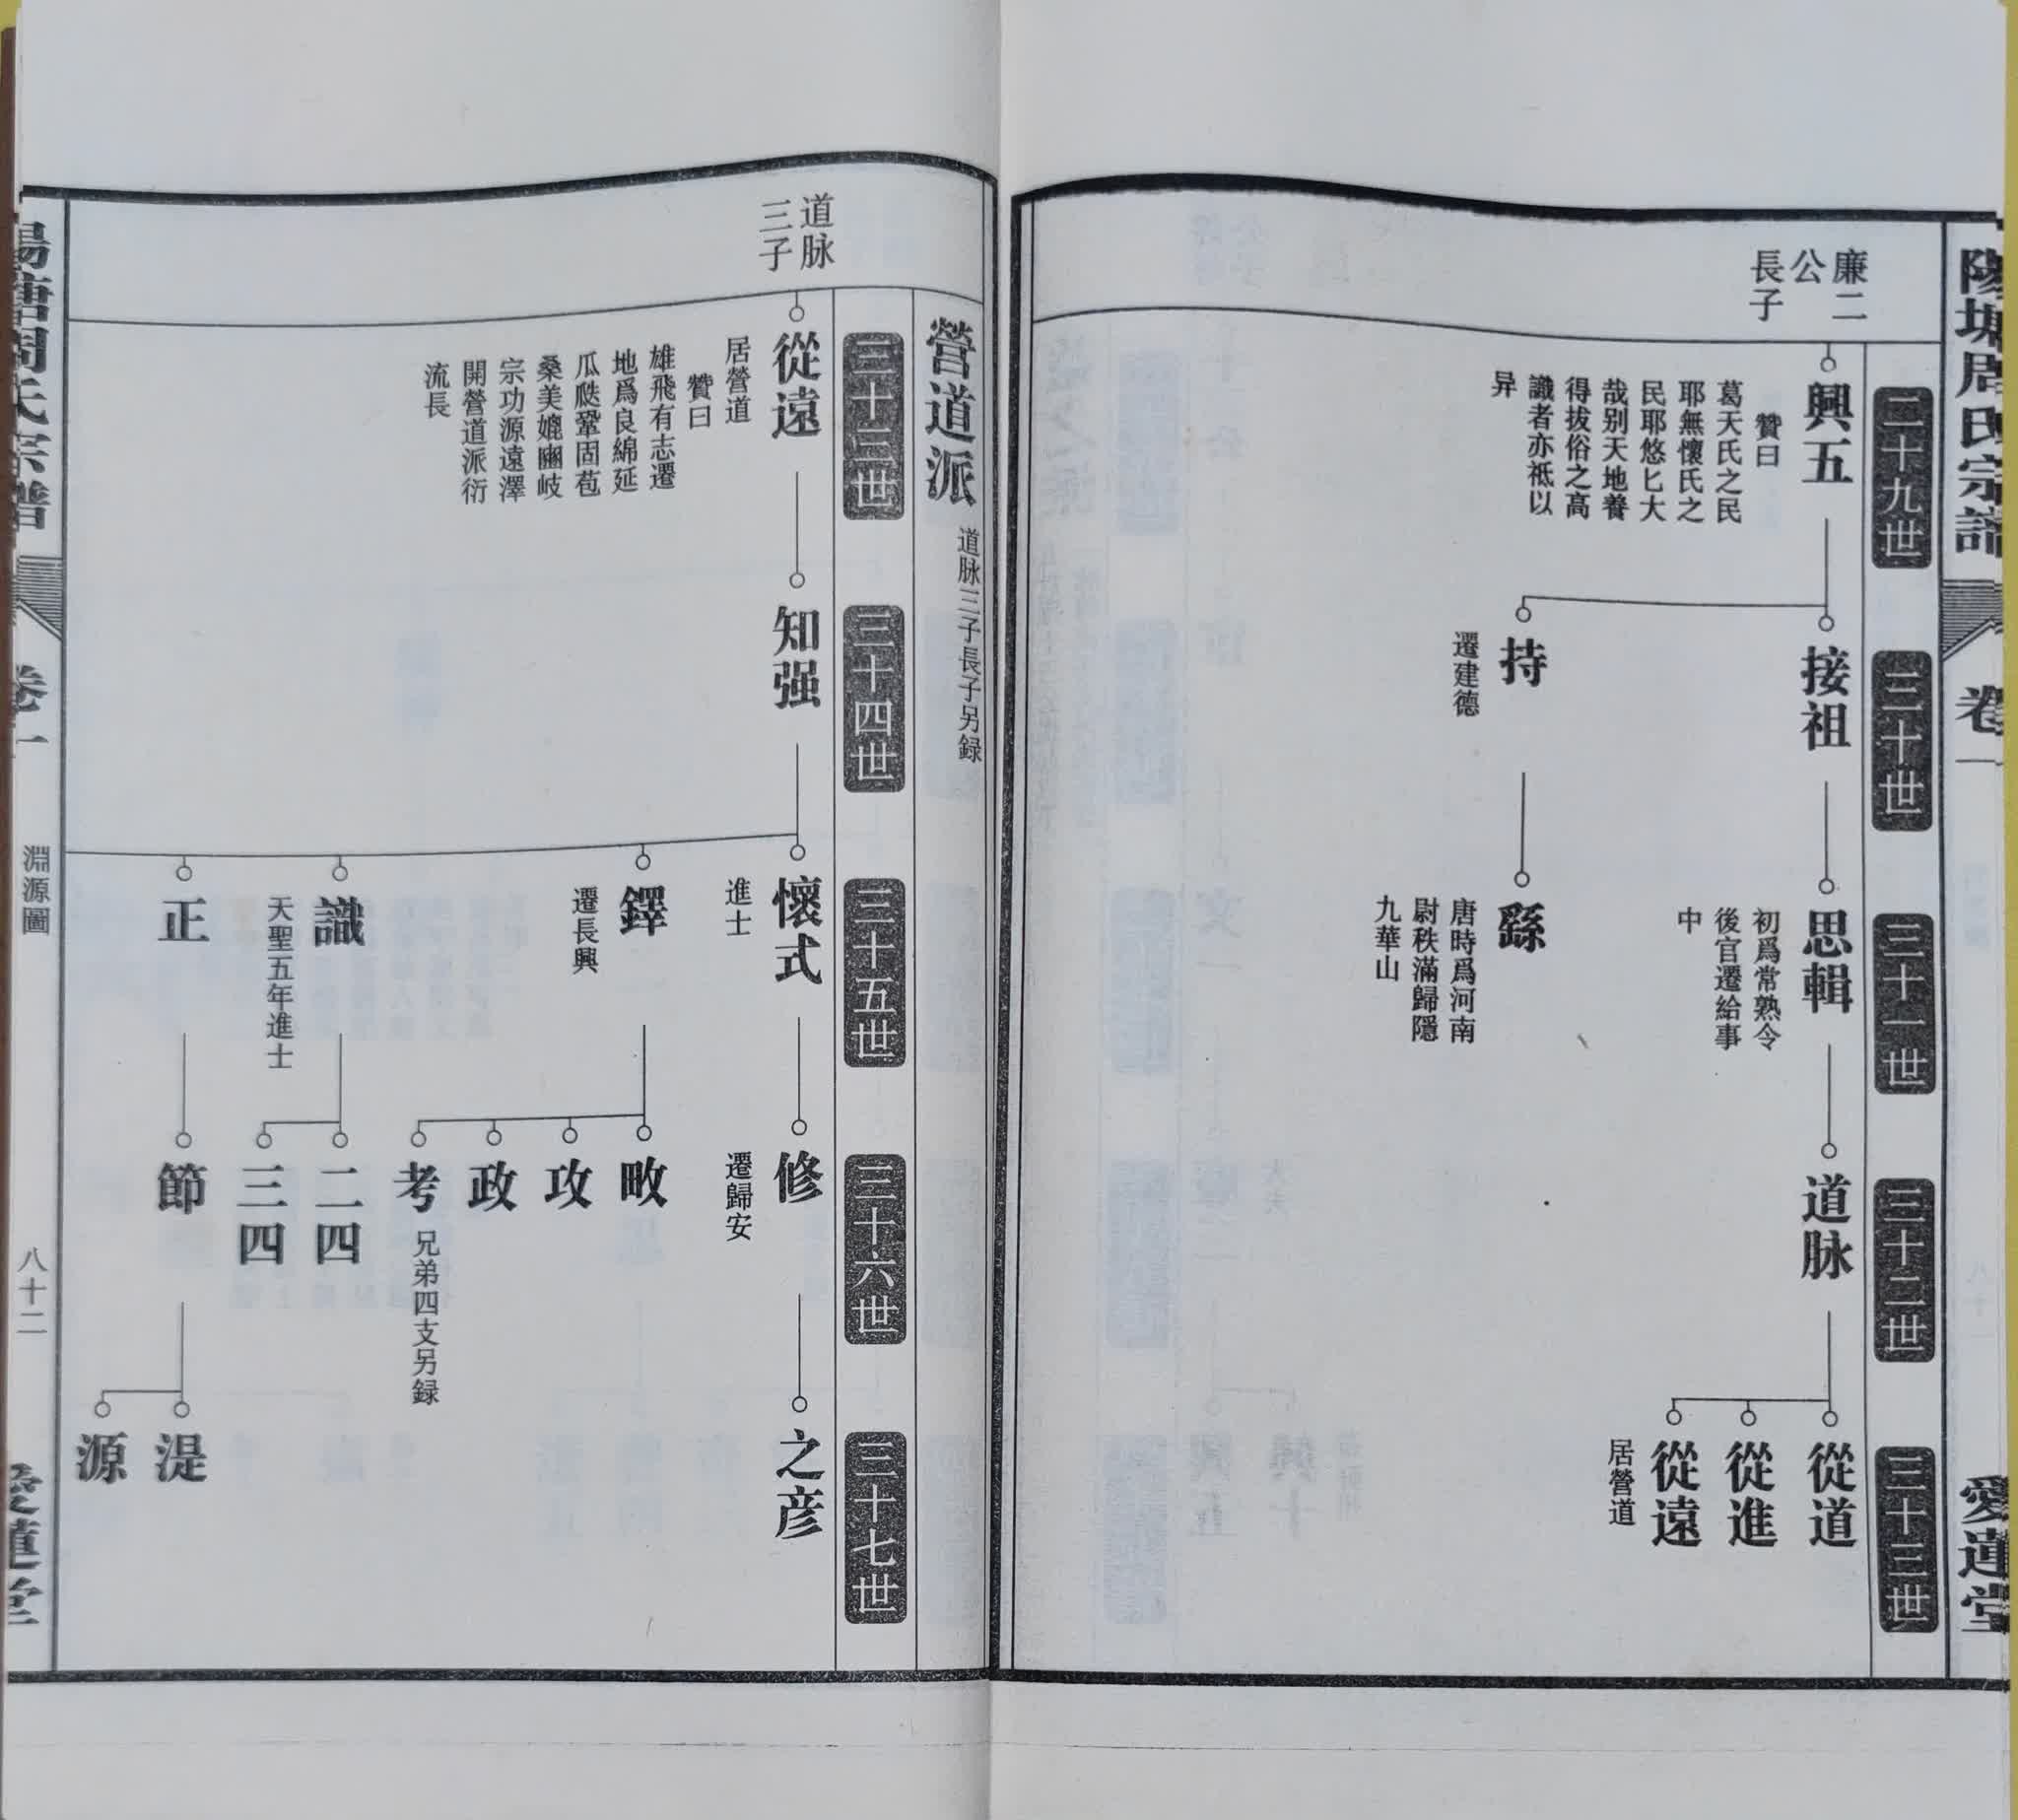 陽塘周氏宗譜
卷一
愛蓮堂
二十九世
三十世
三十一世
三十二世
三十三世
廉二
公
長子
興五
贊曰
葛天氏之民
耶無懷氏之
民耶悠匕大
哉别天地養
得拔俗之高
識者亦祗以
异
接祖
持
遷建德
思輯
初爲常熟令
後官遷給事
中
繇
唐時爲河南
尉秩滿歸隱
九華山
道脉
從道
從進
從遠
居營道
營道派
道脉三子長子另録
三十三世
三十四世
三十五世
三十六世
三十七世
道脉
三子
從遠
居營道
贊曰
雄飛有志遷
地爲良綿延
瓜瓞鞏固苞
桑美媲豳岐
宗功源遠澤
開營道派衍
流長
知强
懷式
進士
鐸
遷長興
識
天聖五年進士
正
修
遷歸安
畋
攻
政
考
兄弟四支另録
二四
三四
節
之彦
湜
源
陽塘周氏宗譜
卷一
淵源圖
八十二
愛蓮堂